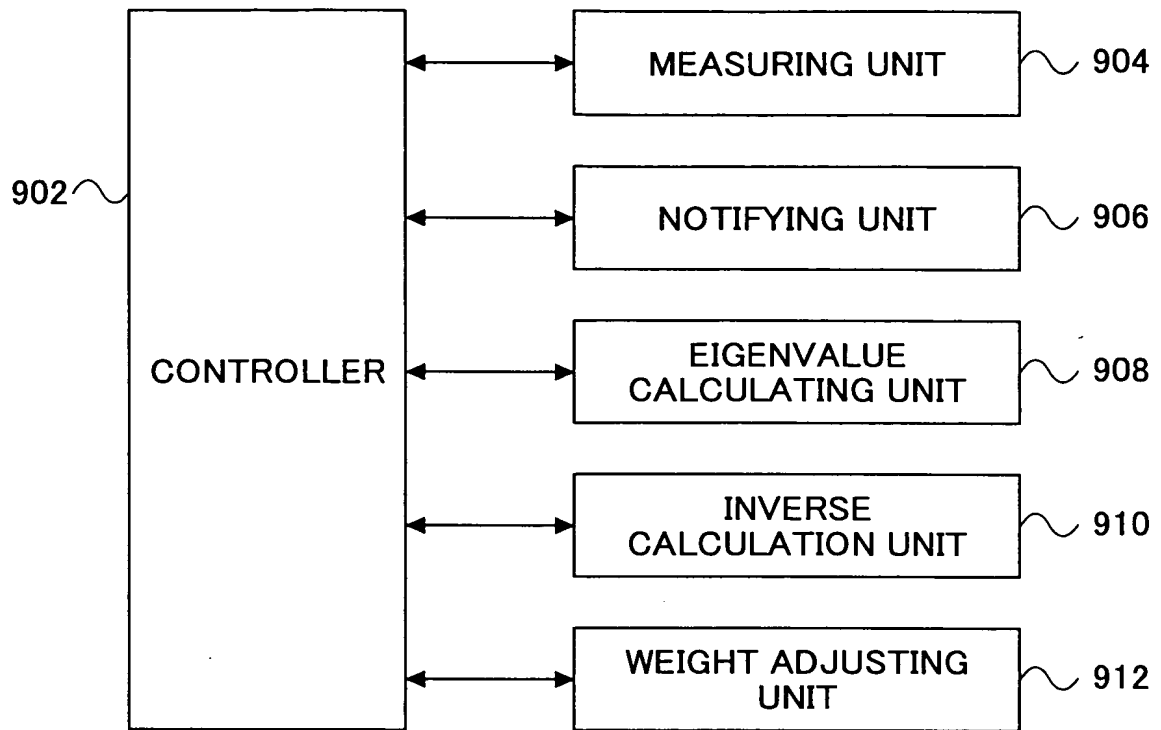 MEASURING UNIT
904
902
NOTIFYING UNIT
906
CONTROLLER
EIGENVALUE
CALCULATING UNIT
908
INVERSE
CALCULATION UNIT
910
WEIGHT ADJUSTING
UNIT
912